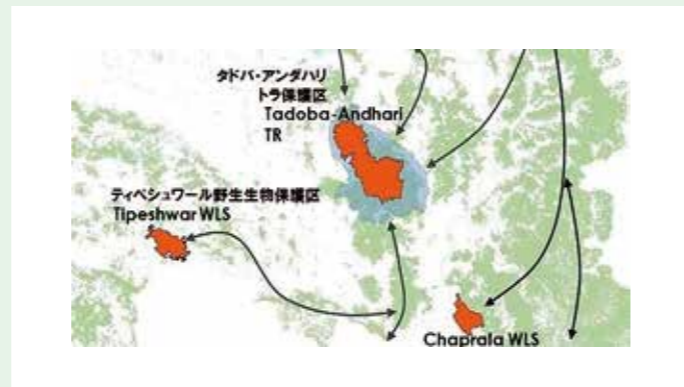 タドバ・アンダハリ
トラ保護区
Tadoba-Andhari
TR
ティペシュワール野生生物保護区
Tipeshwar WLS
Chaprala WLS